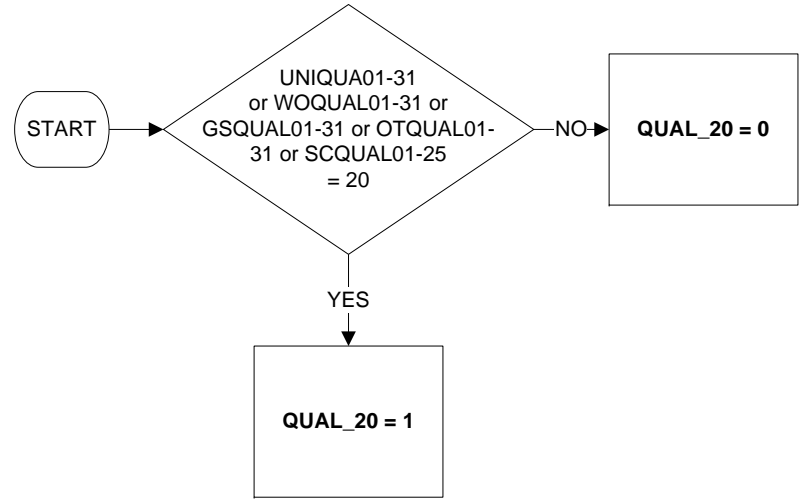 START
UNIQUA01-31
or WOQUAL01-31 or
GSQUAL01-31 or OTQUAL01-
31 or SCQUAL01-25
= 20
NO
QUAL_20 = 0
YES
QUAL_20 = 1